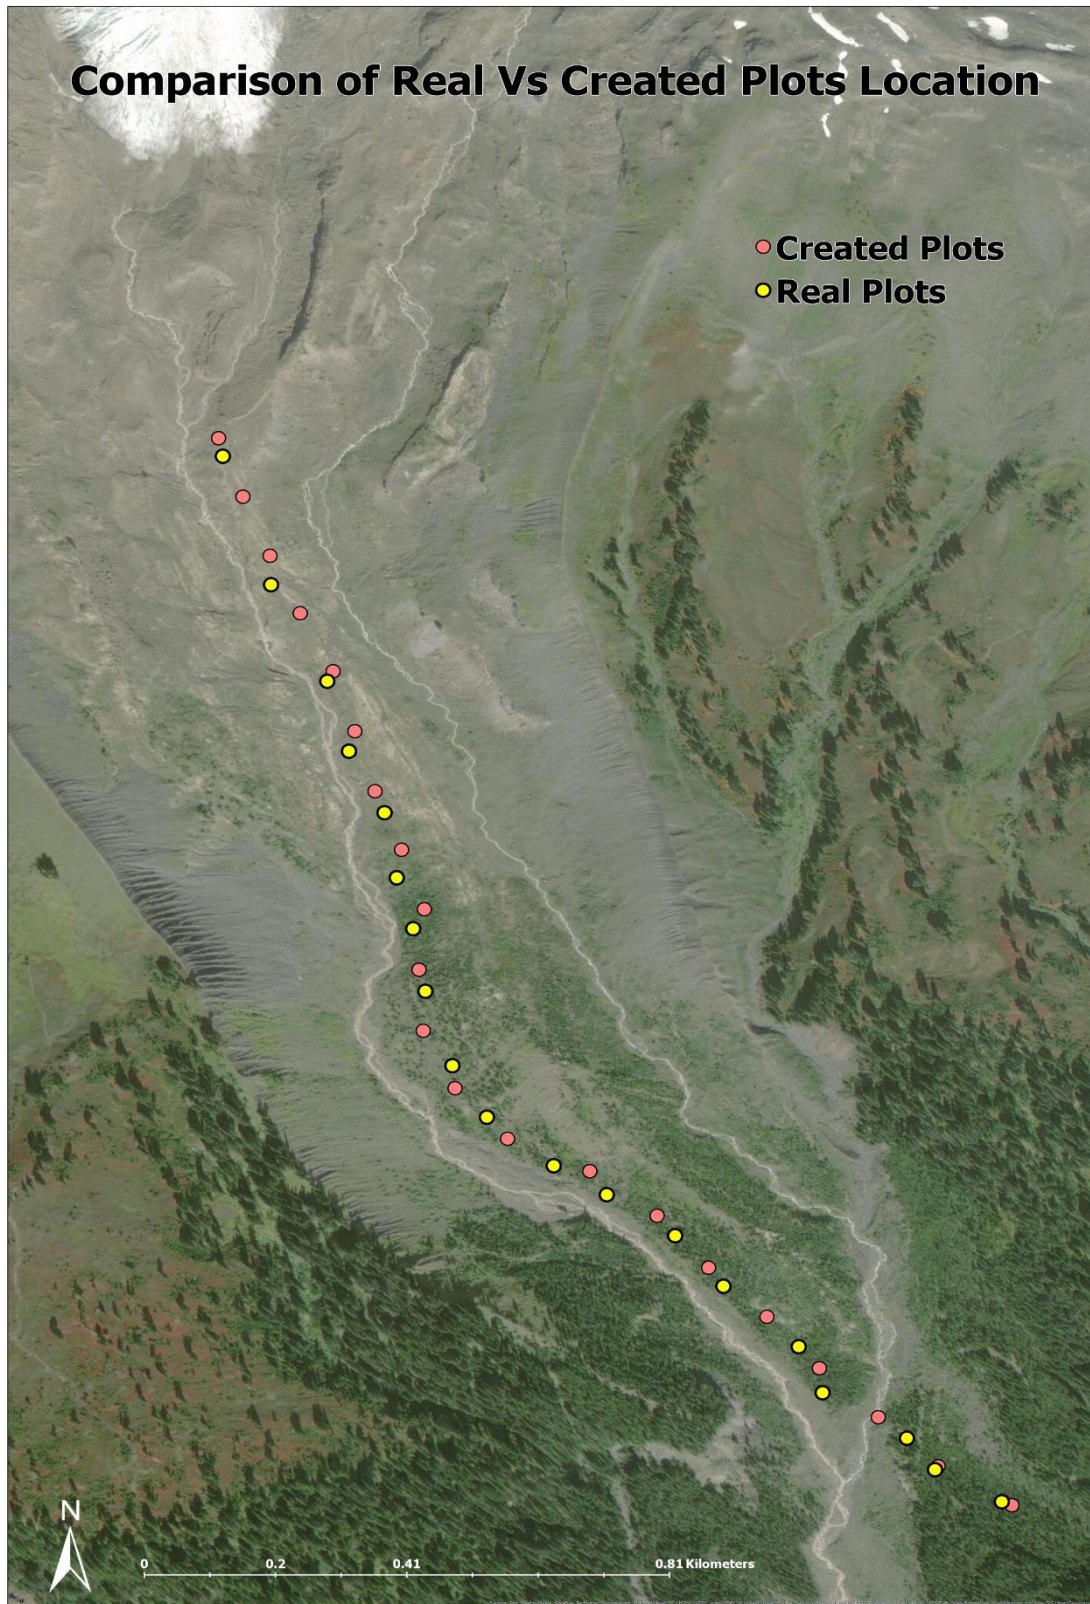 Comparison of Real Vs Created Plots Location
Created Plots
Real Plots
N
0 0.2 0.41 0.81 Kilometers